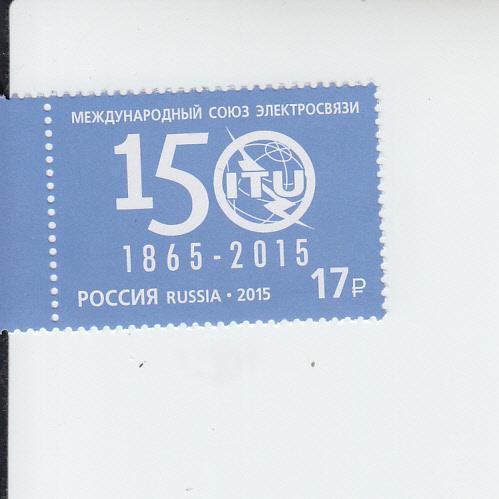 МЕЖДУНАРОДНЫЙ СОЮЗ ЭЛЕКТРОСВЯЗИ
150
ITU
1865-2015
РОССИЯ RUSSIA • 2015 17₽